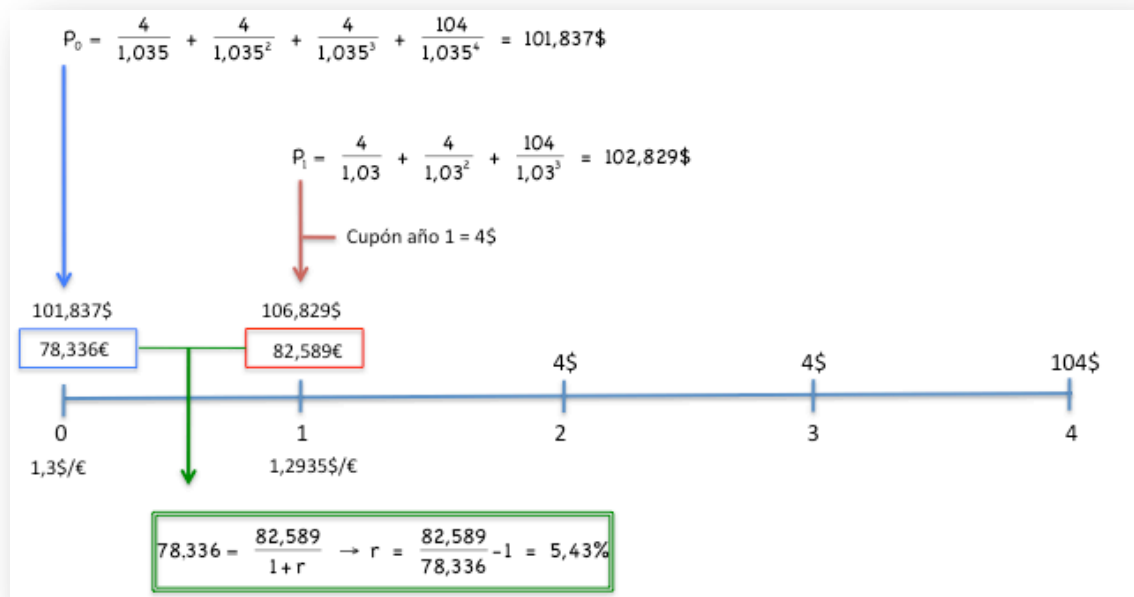 P₀ = 4/1,035 + 4/1,035² + 4/1,035³ + 104/1,035⁴ = 101,837$
P₁ = 4/1,03 + 4/1,03² + 104/1,03³ = 102,829$
Cupón año 1 = 4$
101,837$ 106,829$
78,336€ 82,589€
4$ 4$ 104$
0 1 2 3 4
1,3$/€ 1,2935$/€
78.336 = 82,589/1+r → r = 82,589/78,336 -1 = 5,43%